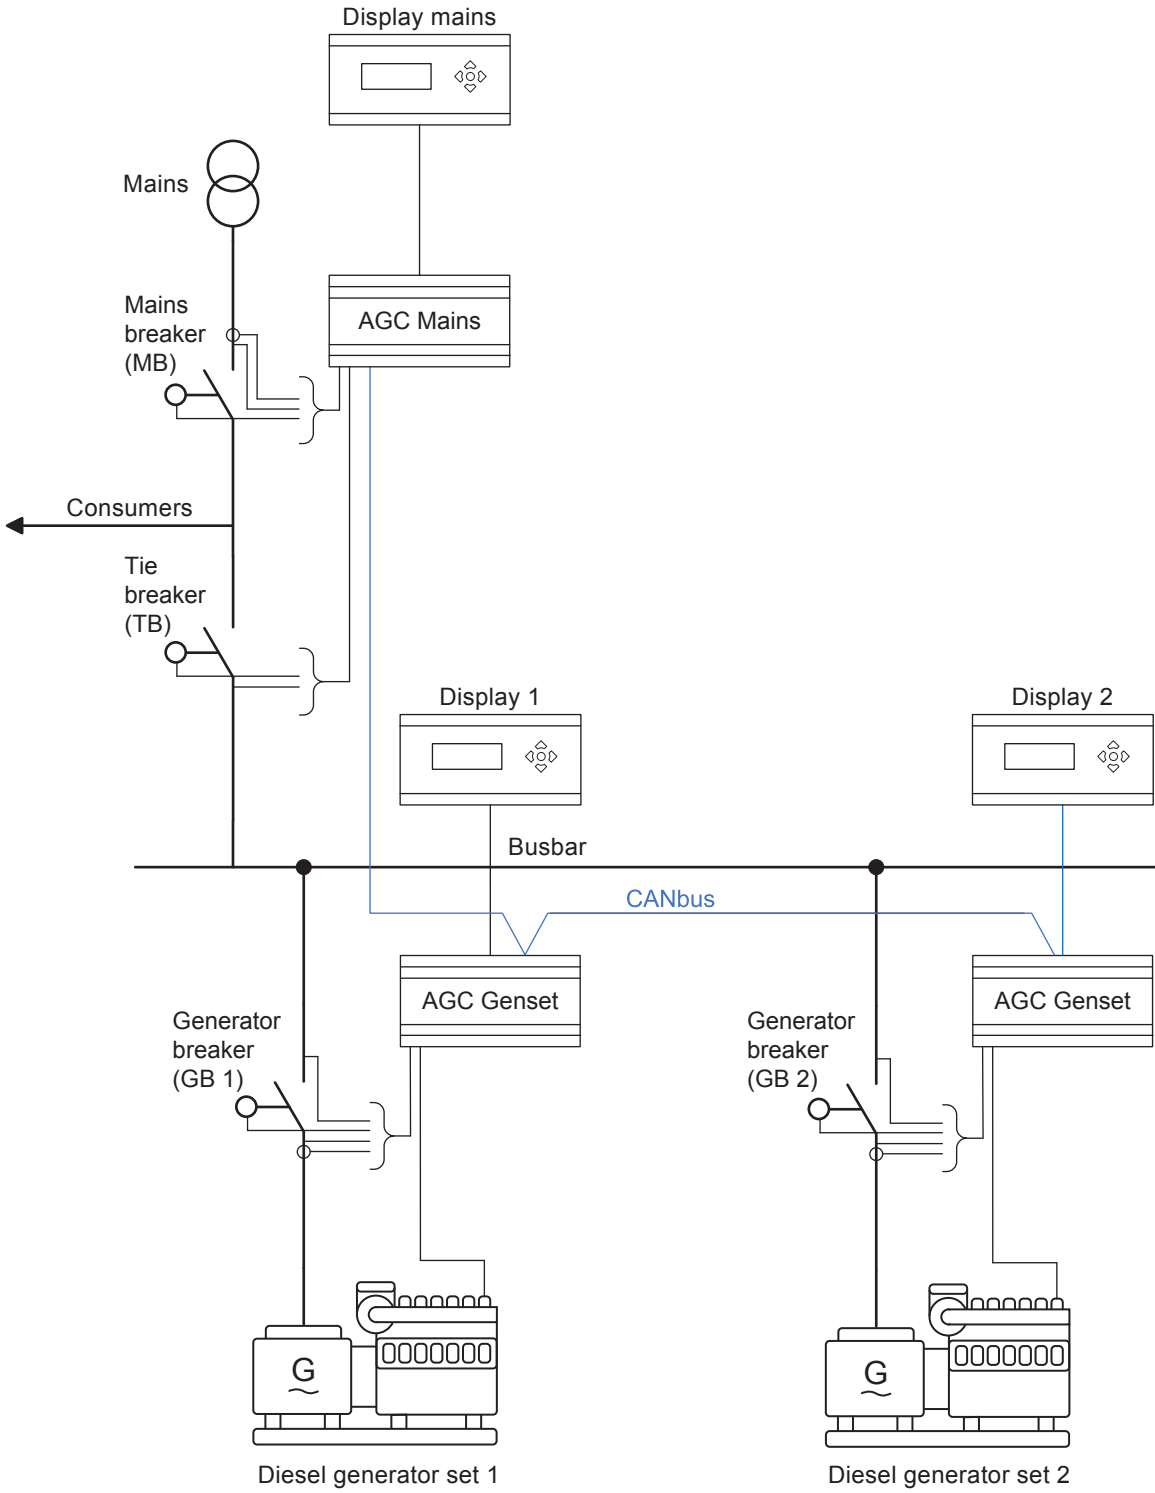 Display mains
Mains
Mains
breaker
(MB)
AGC Mains
Consumers
Tie
breaker
(TB)
Display 1
Display 2
Busbar
CANbus
AGC Genset
AGC Genset
Generator
breaker
(GB 1)
Generator
breaker
(GB 2)
G
G
Diesel generator set 1
Diesel generator set 2